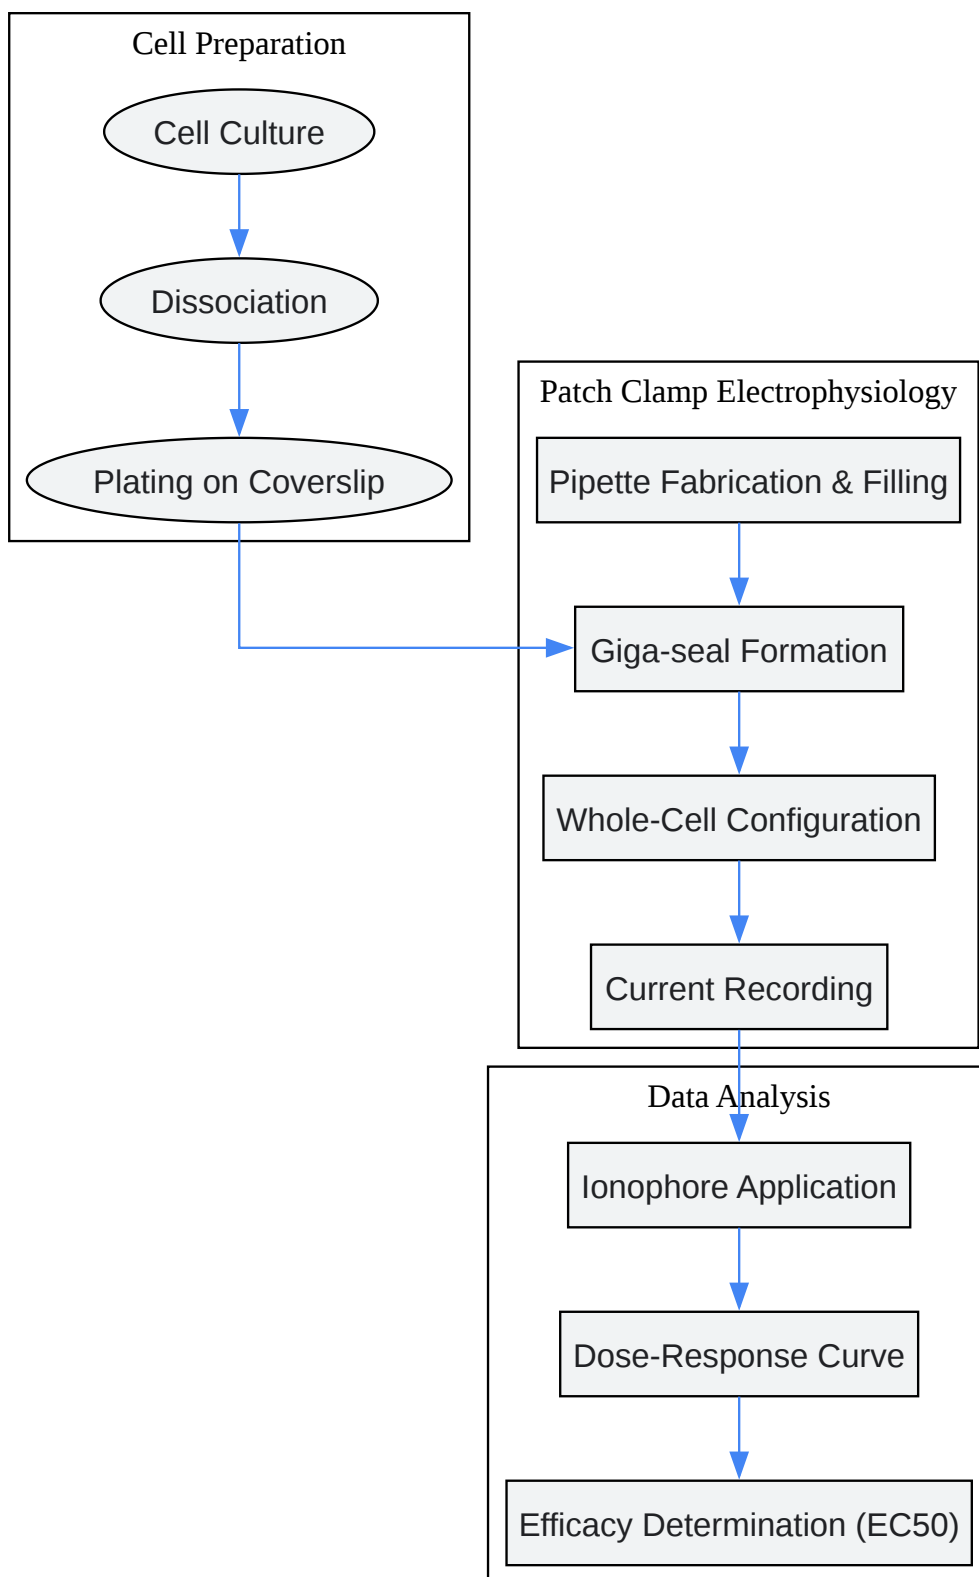 Cell Preparation
Cell Culture
Dissociation
Plating on Coverslip
Patch Clamp Electrophysiology
Pipette Fabrication & Filling
Giga-seal Formation
Whole-Cell Configuration
Current Recording
Data Analysis
Ionophore Application
Dose-Response Curve
Efficacy Determination (EC50)